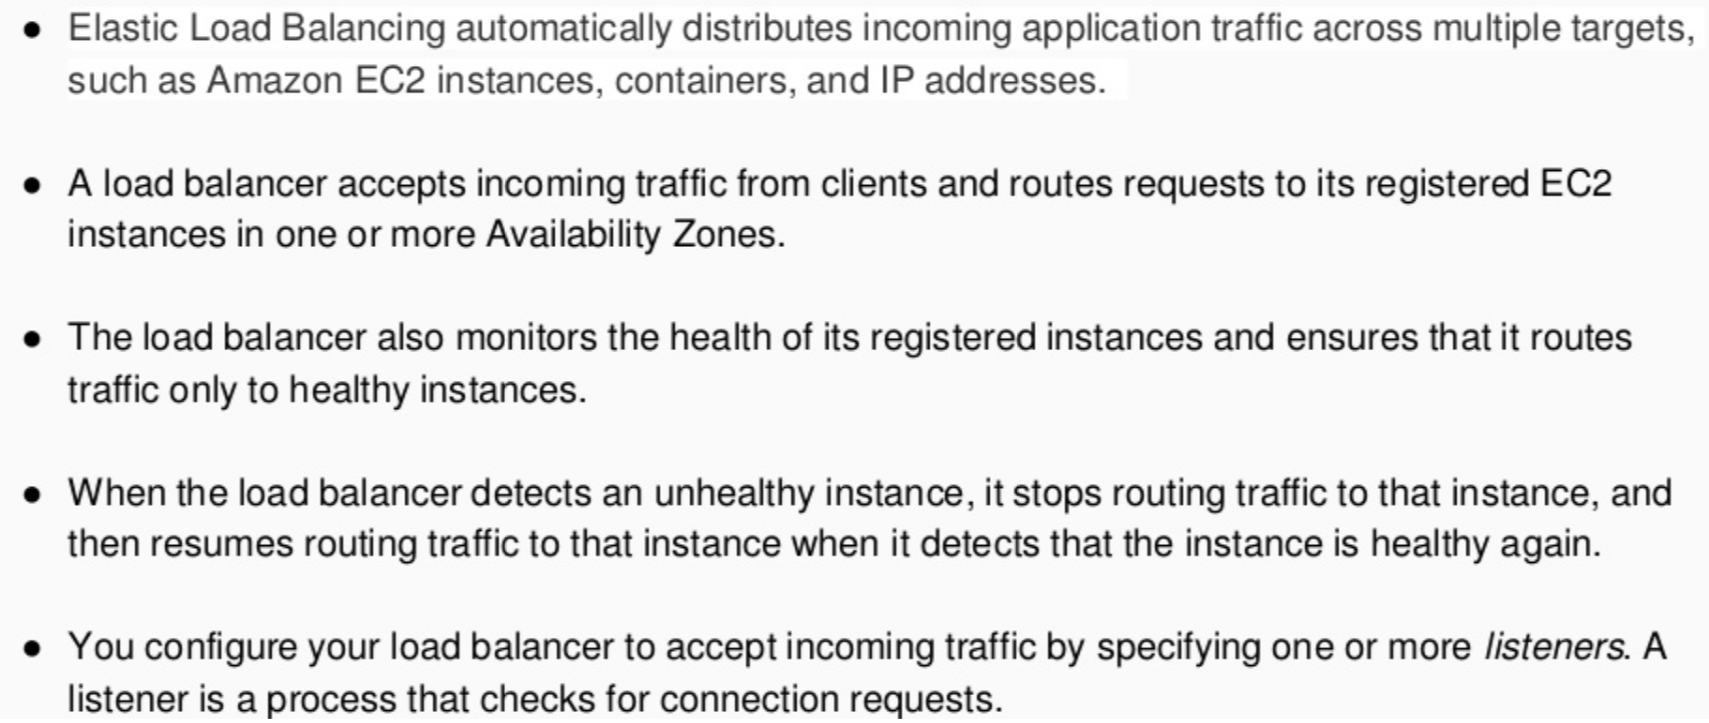 ● Elastic Load Balancing automatically distributes incoming application traffic across multiple targets,
such as Amazon EC2 instances, containers, and IP addresses.
● A load balancer accepts incoming traffic from clients and routes requests to its registered EC2
instances in one or more Availability Zones.
● The load balancer also monitors the health of its registered instances and ensures that it routes
traffic only to healthy instances.
● When the load balancer detects an unhealthy instance, it stops routing traffic to that instance, and
then resumes routing traffic to that instance when it detects that the instance is healthy again.
● You configure your load balancer to accept incoming traffic by specifying one or more listeners. A
listener is a process that checks for connection requests.